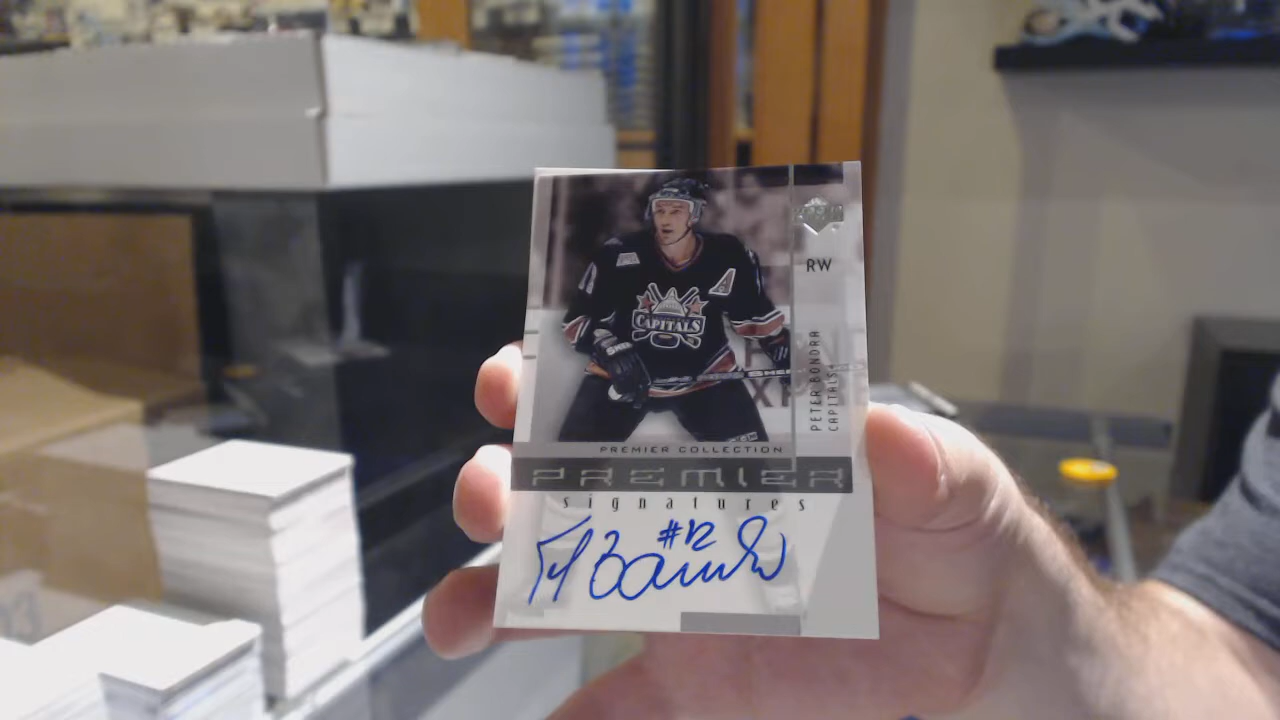 RW
PETER BONDRA
CAPITALS
A
CAPITALS
PREMIER COLLECTION
PREMIER
signatures
#12